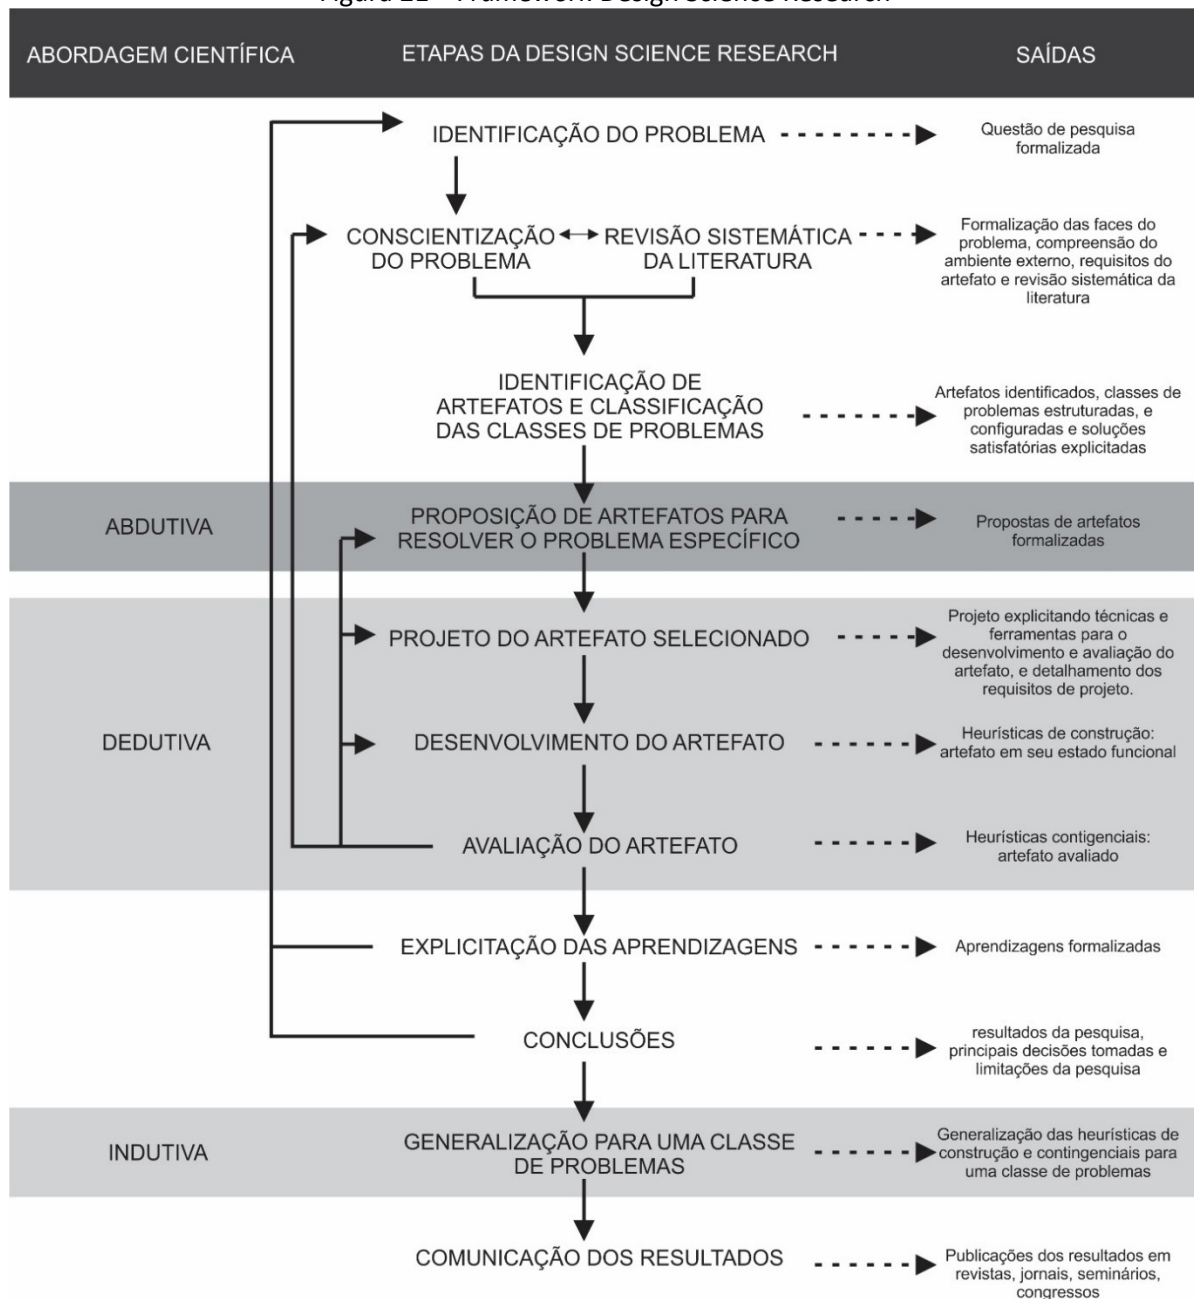 Figura 21 – Framework Design Science Research
ABORDAGEM CIENTÍFICA
ETAPAS DA DESIGN SCIENCE RESEARCH
SAÍDAS
IDENTIFICAÇÃO DO PROBLEMA
Questão de pesquisa
formalizada
CONSCIENTIZAÇÃO
DO PROBLEMA
REVISÃO SISTEMÁTICA
DA LITERATURA
Formalização das faces do
problema, compreensão do
ambiente externo, requisitos do
artefato e revisão sistemática da
literatura
IDENTIFICAÇÃO DE
ARTEFATOS E CLASSIFICAÇÃO
DAS CLASSES DE PROBLEMAS
Artefatos identificados, classes de
problemas estruturadas, e
configuradas e soluções
satisfatórias explicitadas
ABDUTIVA
PROPOSIÇÃO DE ARTEFATOS PARA
RESOLVER O PROBLEMA ESPECÍFICO
Propostas de artefatos
formalizadas
DEDUTIVA
PROJETO DO ARTEFATO SELECIONADO
Projeto explicitando técnicas e
ferramentas para o
desenvolvimento e avaliação do
artefato, e detalhamento dos
requisitos de projeto.
DESENVOLVIMENTO DO ARTEFATO
Heurísticas de construção:
artefato em seu estado funcional
AVALIAÇÃO DO ARTEFATO
Heurísticas contigenciais:
artefato avaliado
EXPLICITAÇÃO DAS APRENDIZAGENS
Aprendizagens formalizadas
CONCLUSÕES
resultados da pesquisa,
principais decisões tomadas e
limitações da pesquisa
INDUTIVA
GENERALIZAÇÃO PARA UMA CLASSE
DE PROBLEMAS
Generalização das heurísticas de
construção e contingenciais para
uma classe de problemas
COMUNICAÇÃO DOS RESULTADOS
Publicações dos resultados em
revistas, jornais, seminários,
congressos